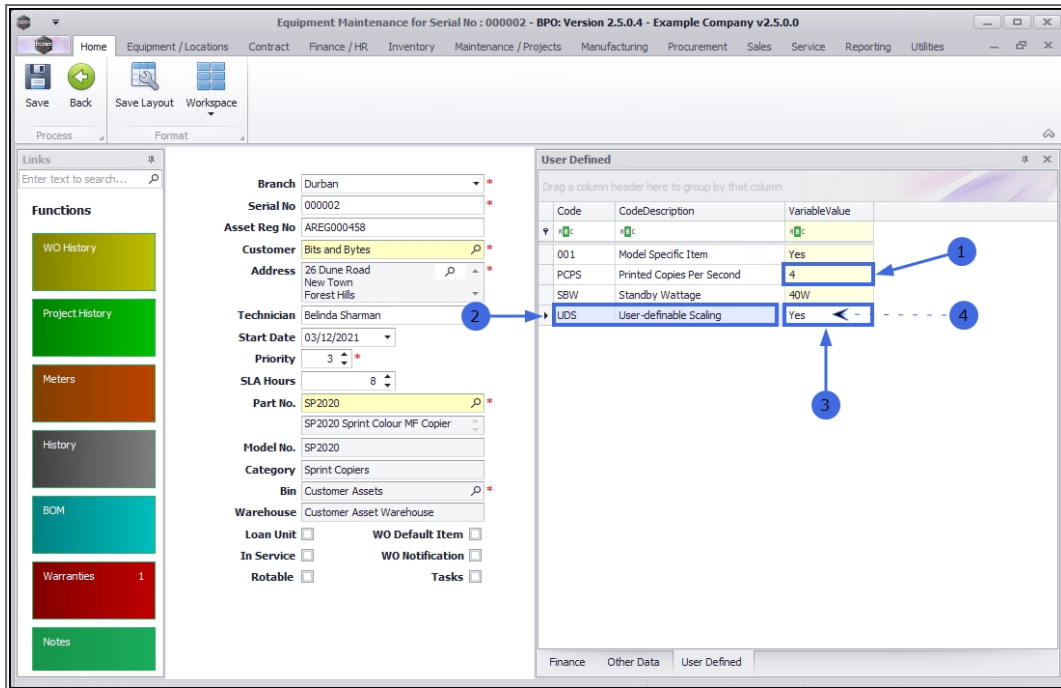 Equipment Maintenance for Serial No : 000002 - BPO: Version 2.5.0.4 - Example Company v2.5.0.0
Home Equipment / Locations Contract Finance / HR Inventory Maintenance / Projects Manufacturing Procurement Sales Service Reporting Utilities
Save Back Save Layout Workspace
Process Format
Links
Enter text to search...
Functions
WO History
Project History
Meters
History
BOM
Warranties 1
Notes
Branch Durban *
Serial No 000002 *
Asset Reg No AREG000458
Customer Bits and Bytes *
Address 26 Dune Road *
New Town
Forest Hills
Technician Belinda Sharman
Start Date 03/12/2021
Priority 3 *
SLA Hours 8
Part No. SP2020 *
SP2020 Sprint Colour MF Copier
Model No. SP2020
Category Sprint Copiers
Bin Customer Assets *
Warehouse Customer Asset Warehouse
Loan Unit WO Default Item
In Service WO Notification
Rotable Tasks
User Defined
Drag a column header here to group by that column
Code CodeDescription VariableValue
001 Model Specific Item Yes
PCPS Printed Copies Per Second 4
SBW Standby Wattage 40W
UDS User-definable Scaling Yes
1
2
4
3
Finance Other Data User Defined